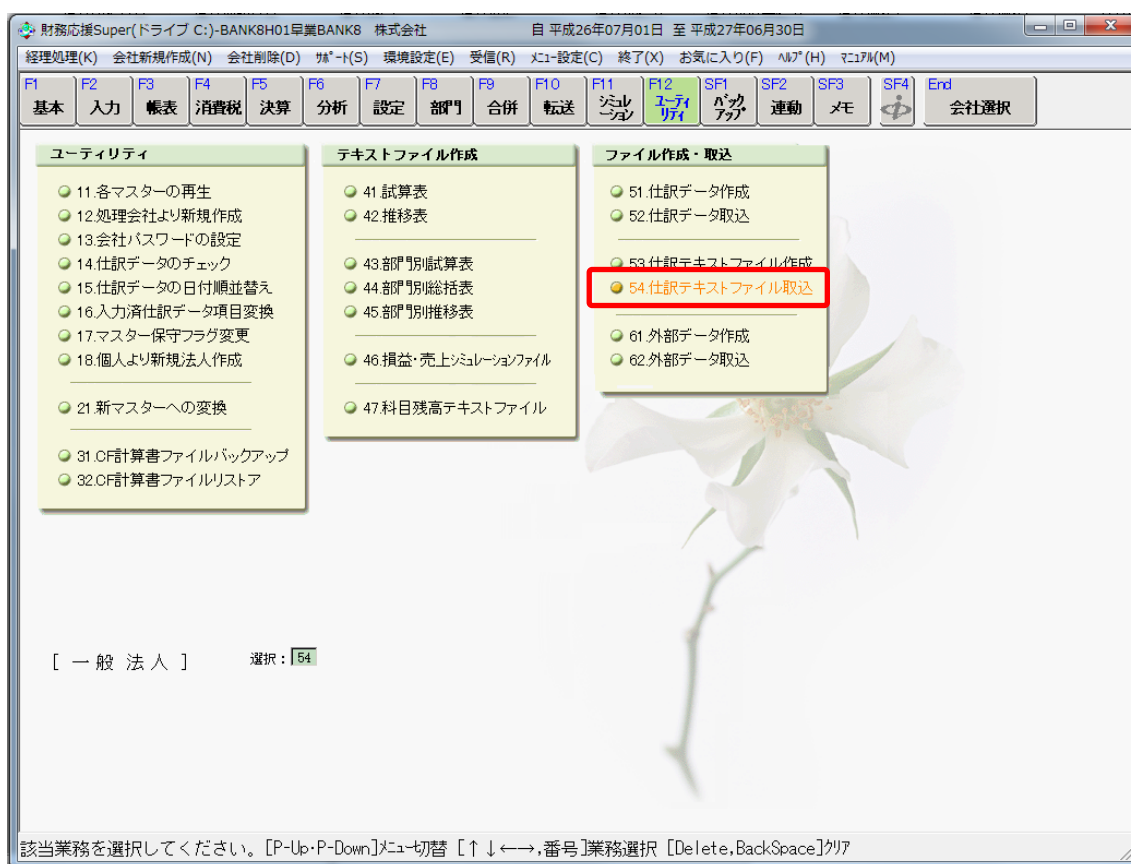 財務応援Super(ドライブ C:)-BANK8H01早業BANK8 株式会社 自 平成26年07月01日 至 平成27年06月30日
経理処理(K) 会社新規作成(N) 会社削除(D) ｻﾎﾟｰﾄ(S) 環境設定(E) 受信(R) ﾒﾆｭｰ設定(C) 終了(X) お気に入り(F) ﾍﾙﾌﾟ(H) ﾏﾆｭｱﾙ(M)
F1 F2 F3 F4 F5 F6 F7 F8 F9 F10 F11 F12 SF1 SF2 SF3 SF4 End
基本 入力 帳表 消費税 決算 分析 設定 部門 合併 転送 ｼﾐｭﾚｰｼｮﾝ ﾕｰﾃｨﾘﾃｨ ﾊﾞｯｸｱｯﾌﾟ 連動 メモ 会社選択
ユーティリティ
11.各マスターの再生
12.処理会社より新規作成
13.会社パスワードの設定
14.仕訳データのチェック
15.仕訳データの日付順並替え
16.入力済仕訳データ項目変換
17.マスター保守フラグ変更
18.個人より新規法人作成
21.新マスターへの変換
31.CF計算書ファイルバックアップ
32.CF計算書ファイルリストア
テキストファイル作成
41.試算表
42.推移表
43.部門別試算表
44.部門別総括表
45.部門別推移表
46.損益･売上ｼﾐｭﾚｰｼｮﾝﾌｧｲﾙ
47.科目残高テキストファイル
ファイル作成・取込
51.仕訳データ作成
52.仕訳データ取込
53.仕訳テキストファイル作成
54.仕訳テキストファイル取込
61.外部データ作成
62.外部データ取込
[ 一般 法人 ] 選択： 54
該当業務を選択してください。[P-Up･P-Down]ﾒﾆｭｰ切替 [↑↓←→,番号]業務選択 [Delete,BackSpace]ｸﾘｱ